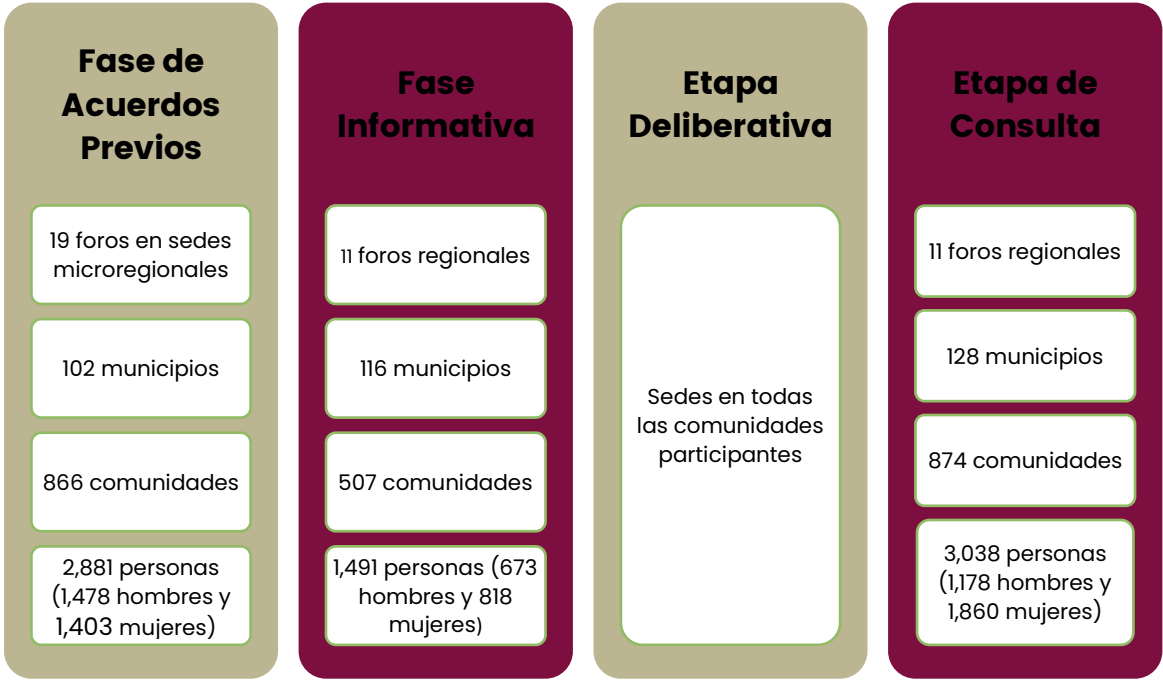 Fase de
Acuerdos
Previos
19 foros en sedes
microregionales
102 municipios
866 comunidades
2,881 personas
(1,478 hombres y
1,403 mujeres)
Fase
Informativa
11 foros regionales
116 municipios
507 comunidades
1,491 personas (673
hombres y 818
mujeres)
Etapa
Deliberativa
Sedes en todas
las comunidades
participantes
Etapa de
Consulta
11 foros regionales
128 municipios
874 comunidades
3,038 personas
(1,178 hombres y
1,860 mujeres)